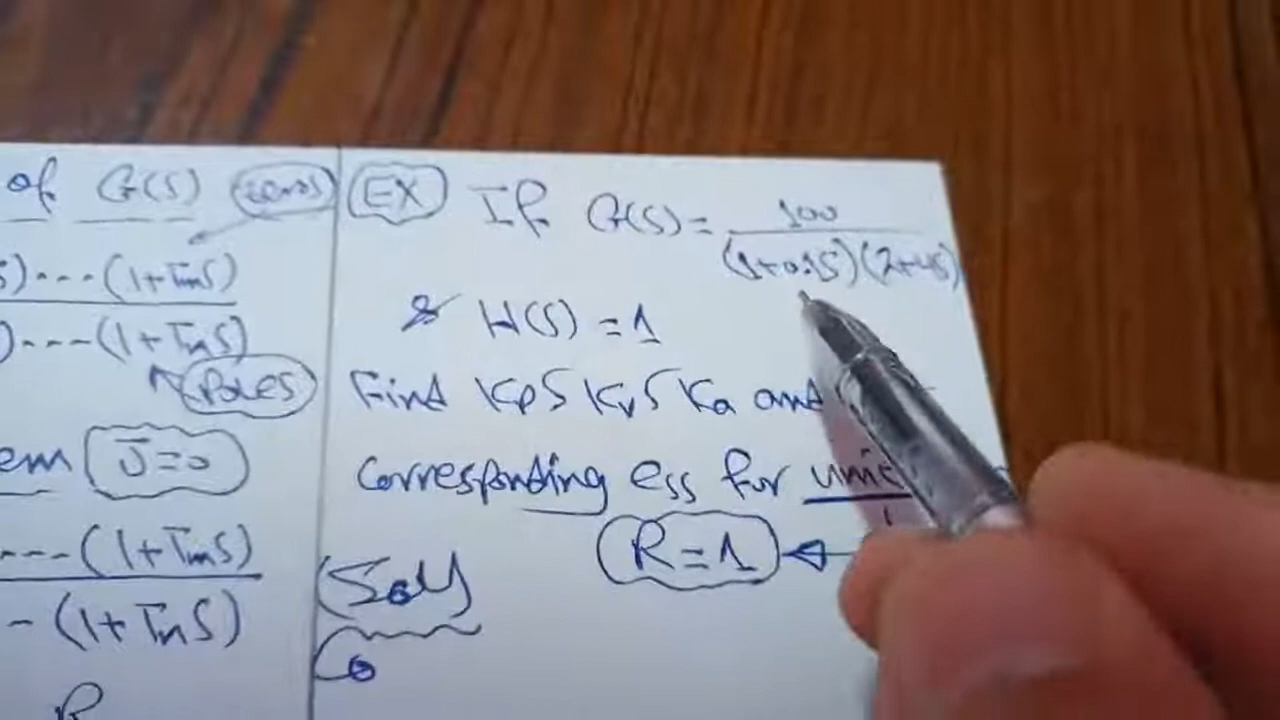 of G(S) zeros
S)---(1+TmS)
)---(1+TnS)
Poles
em J=0
---(1+TmS)
-(1+TnS)
R
EX If G(S)= 100
(1+0.1S)(2+4S)
& H(S)=1
Find Kp, Kv, Ka and
Corresponding ess for unit
R=1
Sol